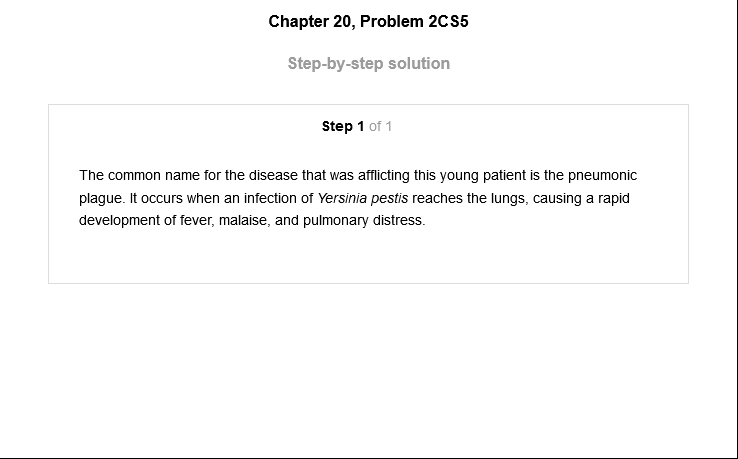 Chapter 20, Problem 2CS5
Step-by-step solution
Step 1 of 1
The common name for the disease that was afflicting this young patient is the pneumonic
plague. It occurs when an infection of Yersinia pestis reaches the lungs, causing a rapid
development of fever, malaise, and pulmonary distress.